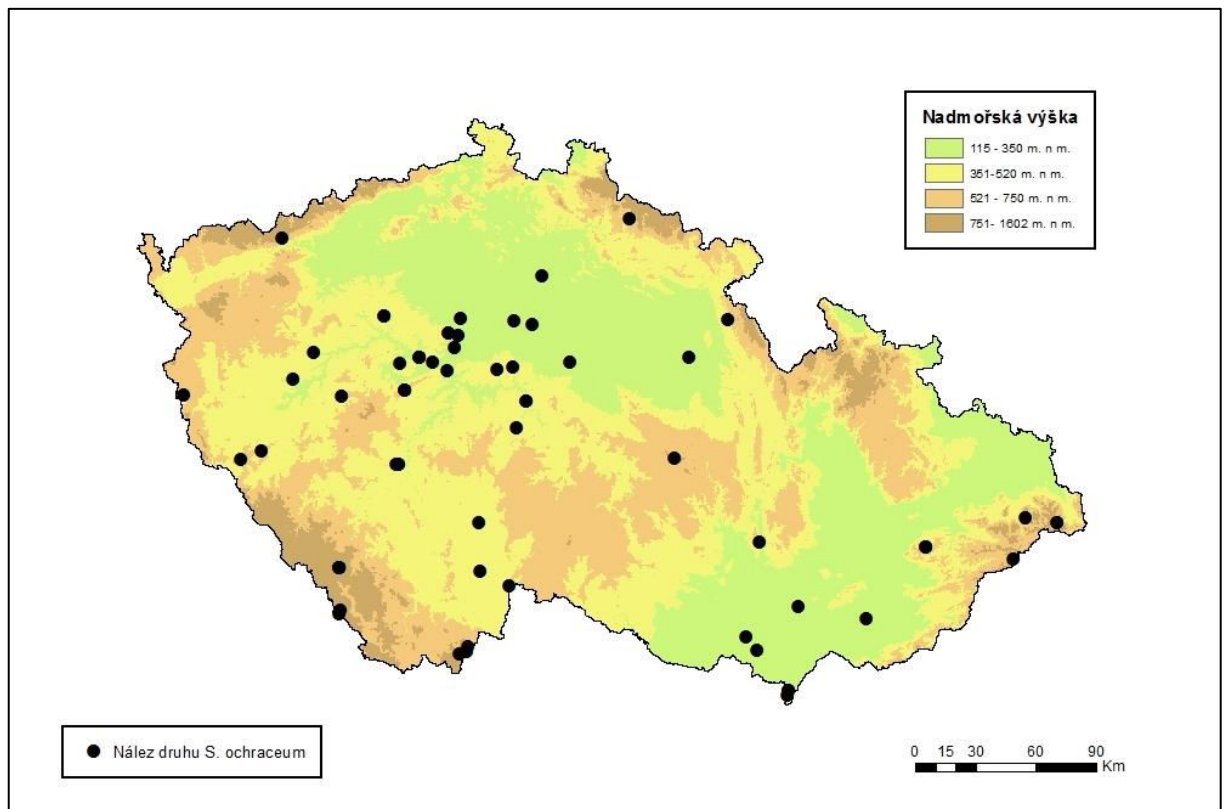 Nadmořská výška
115 - 350 m. n m.
351-520 m. n m.
521 - 750 m. n m.
751- 1602 m. n m.
Nález druhu S. ochraceum
0 15 30 60 90
Km